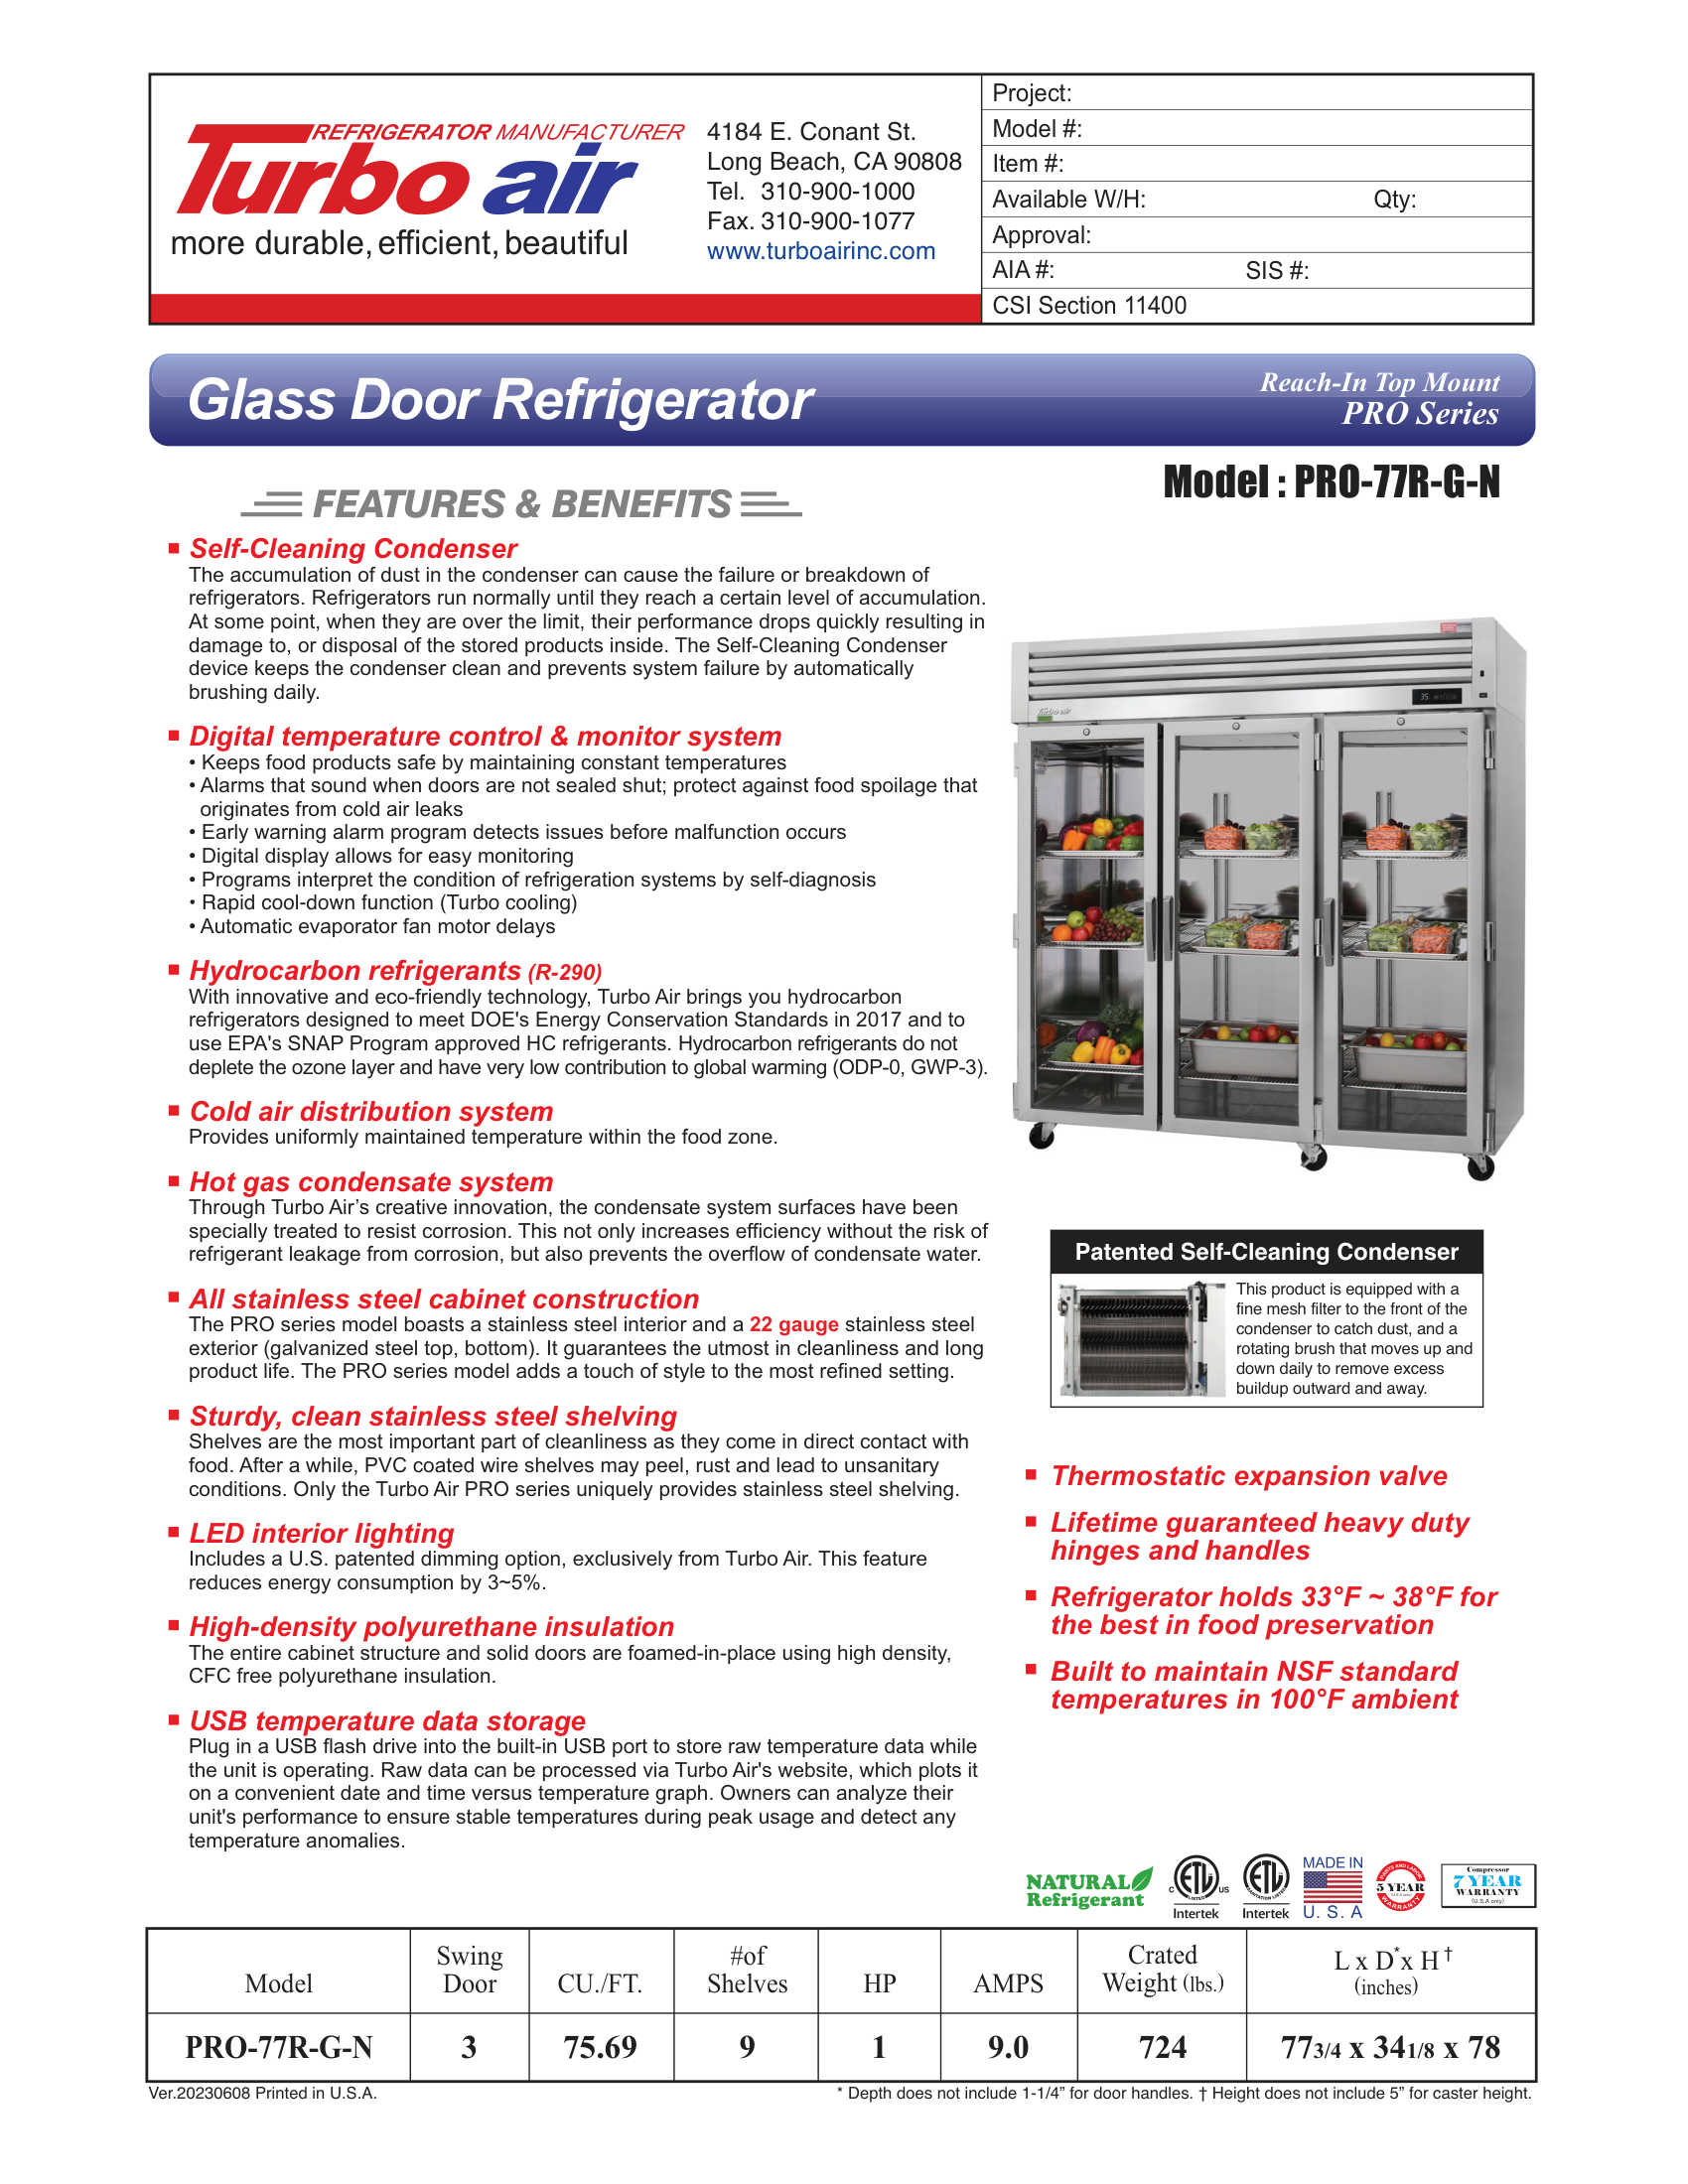 REFRIGERATOR MANUFACTURER
Turbo air
more durable, efficient, beautiful
4184 E. Conant St.
Long Beach, CA 90808
Tel. 310-900-1000
Fax. 310-900-1077
www.turboairinc.com
Project:
Model #:
Item #:
Available W/H: Qty:
Approval:
AIA #: SIS #:
CSI Section 11400
Glass Door Refrigerator
Reach-In Top Mount
PRO Series
Model : PRO-77R-G-N
FEATURES & BENEFITS
Self-Cleaning Condenser
The accumulation of dust in the condenser can cause the failure or breakdown of
refrigerators. Refrigerators run normally until they reach a certain level of accumulation.
At some point, when they are over the limit, their performance drops quickly resulting in
damage to, or disposal of the stored products inside. The Self-Cleaning Condenser
device keeps the condenser clean and prevents system failure by automatically
brushing daily.
Digital temperature control & monitor system
• Keeps food products safe by maintaining constant temperatures
• Alarms that sound when doors are not sealed shut; protect against food spoilage that
originates from cold air leaks
• Early warning alarm program detects issues before malfunction occurs
• Digital display allows for easy monitoring
• Programs interpret the condition of refrigeration systems by self-diagnosis
• Rapid cool-down function (Turbo cooling)
• Automatic evaporator fan motor delays
Hydrocarbon refrigerants (R-290)
With innovative and eco-friendly technology, Turbo Air brings you hydrocarbon
refrigerators designed to meet DOE's Energy Conservation Standards in 2017 and to
use EPA's SNAP Program approved HC refrigerants. Hydrocarbon refrigerants do not
deplete the ozone layer and have very low contribution to global warming (ODP-0, GWP-3).
Cold air distribution system
Provides uniformly maintained temperature within the food zone.
Hot gas condensate system
Through Turbo Air’s creative innovation, the condensate system surfaces have been
specially treated to resist corrosion. This not only increases efficiency without the risk of
refrigerant leakage from corrosion, but also prevents the overflow of condensate water.
All stainless steel cabinet construction
The PRO series model boasts a stainless steel interior and a 22 gauge stainless steel
exterior (galvanized steel top, bottom). It guarantees the utmost in cleanliness and long
product life. The PRO series model adds a touch of style to the most refined setting.
Sturdy, clean stainless steel shelving
Shelves are the most important part of cleanliness as they come in direct contact with
food. After a while, PVC coated wire shelves may peel, rust and lead to unsanitary
conditions. Only the Turbo Air PRO series uniquely provides stainless steel shelving.
LED interior lighting
Includes a U.S. patented dimming option, exclusively from Turbo Air. This feature
reduces energy consumption by 3~5%.
High-density polyurethane insulation
The entire cabinet structure and solid doors are foamed-in-place using high density,
CFC free polyurethane insulation.
USB temperature data storage
Plug in a USB flash drive into the built-in USB port to store raw temperature data while
the unit is operating. Raw data can be processed via Turbo Air's website, which plots it
on a convenient date and time versus temperature graph. Owners can analyze their
unit's performance to ensure stable temperatures during peak usage and detect any
temperature anomalies.
Turbo air
35
Patented Self-Cleaning Condenser
This product is equipped with a
fine mesh filter to the front of the
condenser to catch dust, and a
rotating brush that moves up and
down daily to remove excess
buildup outward and away.
Thermostatic expansion valve
Lifetime guaranteed heavy duty
hinges and handles
Refrigerator holds 33°F ~ 38°F for
the best in food preservation
Built to maintain NSF standard
temperatures in 100°F ambient
NATURAL
Refrigerant
C ETL US
LISTED
Intertek
ETL
SANITATION LISTED
Intertek
MADE IN
U. S. A
PARTS AND LABOR
5 YEAR
(U.S.A only)
WARRANTY
Compressor
7 YEAR
WARRANTY
(U.S.A only)
Model Swing Door CU./FT. #of Shelves HP AMPS Crated Weight (lbs.) L x D* x H † (inches)
PRO-77R-G-N 3 75.69 9 1 9.0 724 77 3/4 x 34 1/8 x 78
Ver.20230608 Printed in U.S.A.
* Depth does not include 1-1/4” for door handles. † Height does not include 5” for caster height.